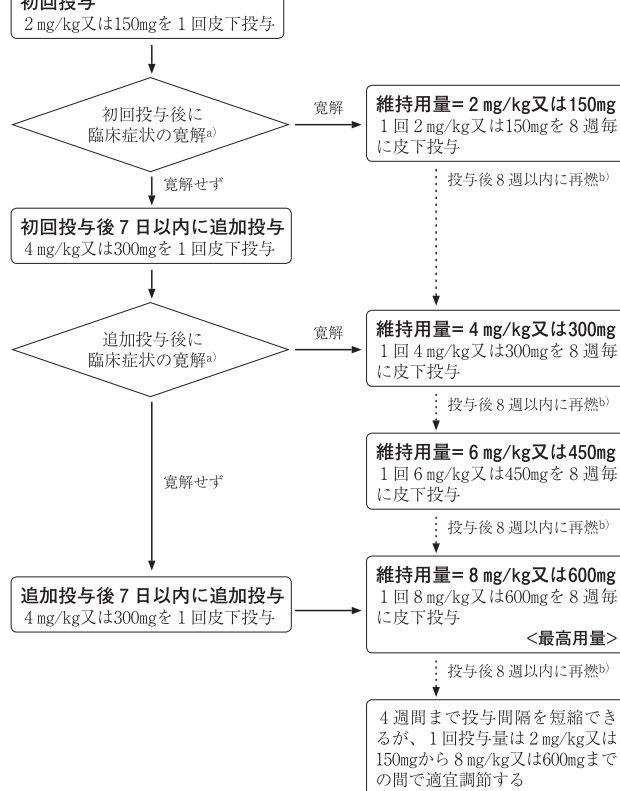 初回投与
2 mg/kg又は150mgを1回皮下投与
初回投与後に
臨床症状の寛解a)
寛解
維持用量= 2 mg/kg又は150mg
1回2 mg/kg又は150mgを8週毎
に皮下投与
寛解せず
投与後8週以内に再燃b)
初回投与後7日以内に追加投与
4 mg/kg又は300mgを1回皮下投与
追加投与後に
臨床症状の寛解a)
寛解
維持用量= 4 mg/kg又は300mg
1回4 mg/kg又は300mgを8週毎
に皮下投与
投与後8週以内に再燃b)
維持用量= 6 mg/kg又は450mg
1回6 mg/kg又は450mgを8週毎
に皮下投与
寛解せず
投与後8週以内に再燃b)
追加投与後7日以内に追加投与
4 mg/kg又は300mgを1回皮下投与
維持用量= 8 mg/kg又は600mg
1回8 mg/kg又は600mgを8週毎
に皮下投与
<最高用量>
投与後8週以内に再燃b)
4週間まで投与間隔を短縮でき
るが、1回投与量は2 mg/kg又は
150mgから8 mg/kg又は600mgまで
の間で適宜調節する